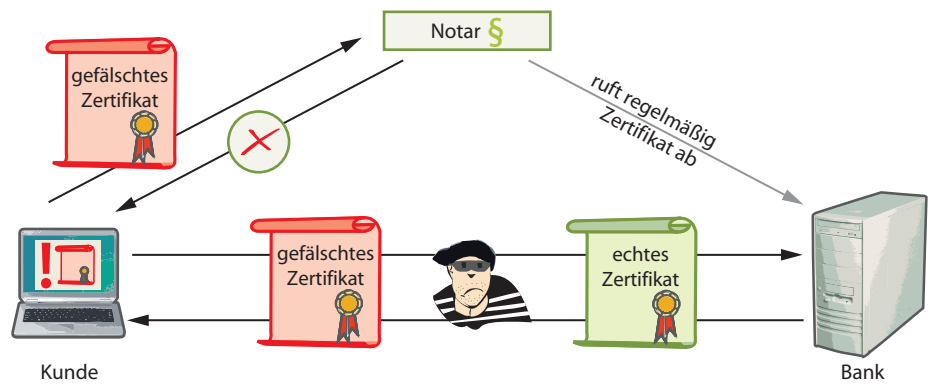 Notar §
gefälschtes
Zertifikat
ruft regelmäßig
Zertifikat ab
gefälschtes
Zertifikat
echtes
Zertifikat
Kunde
Bank